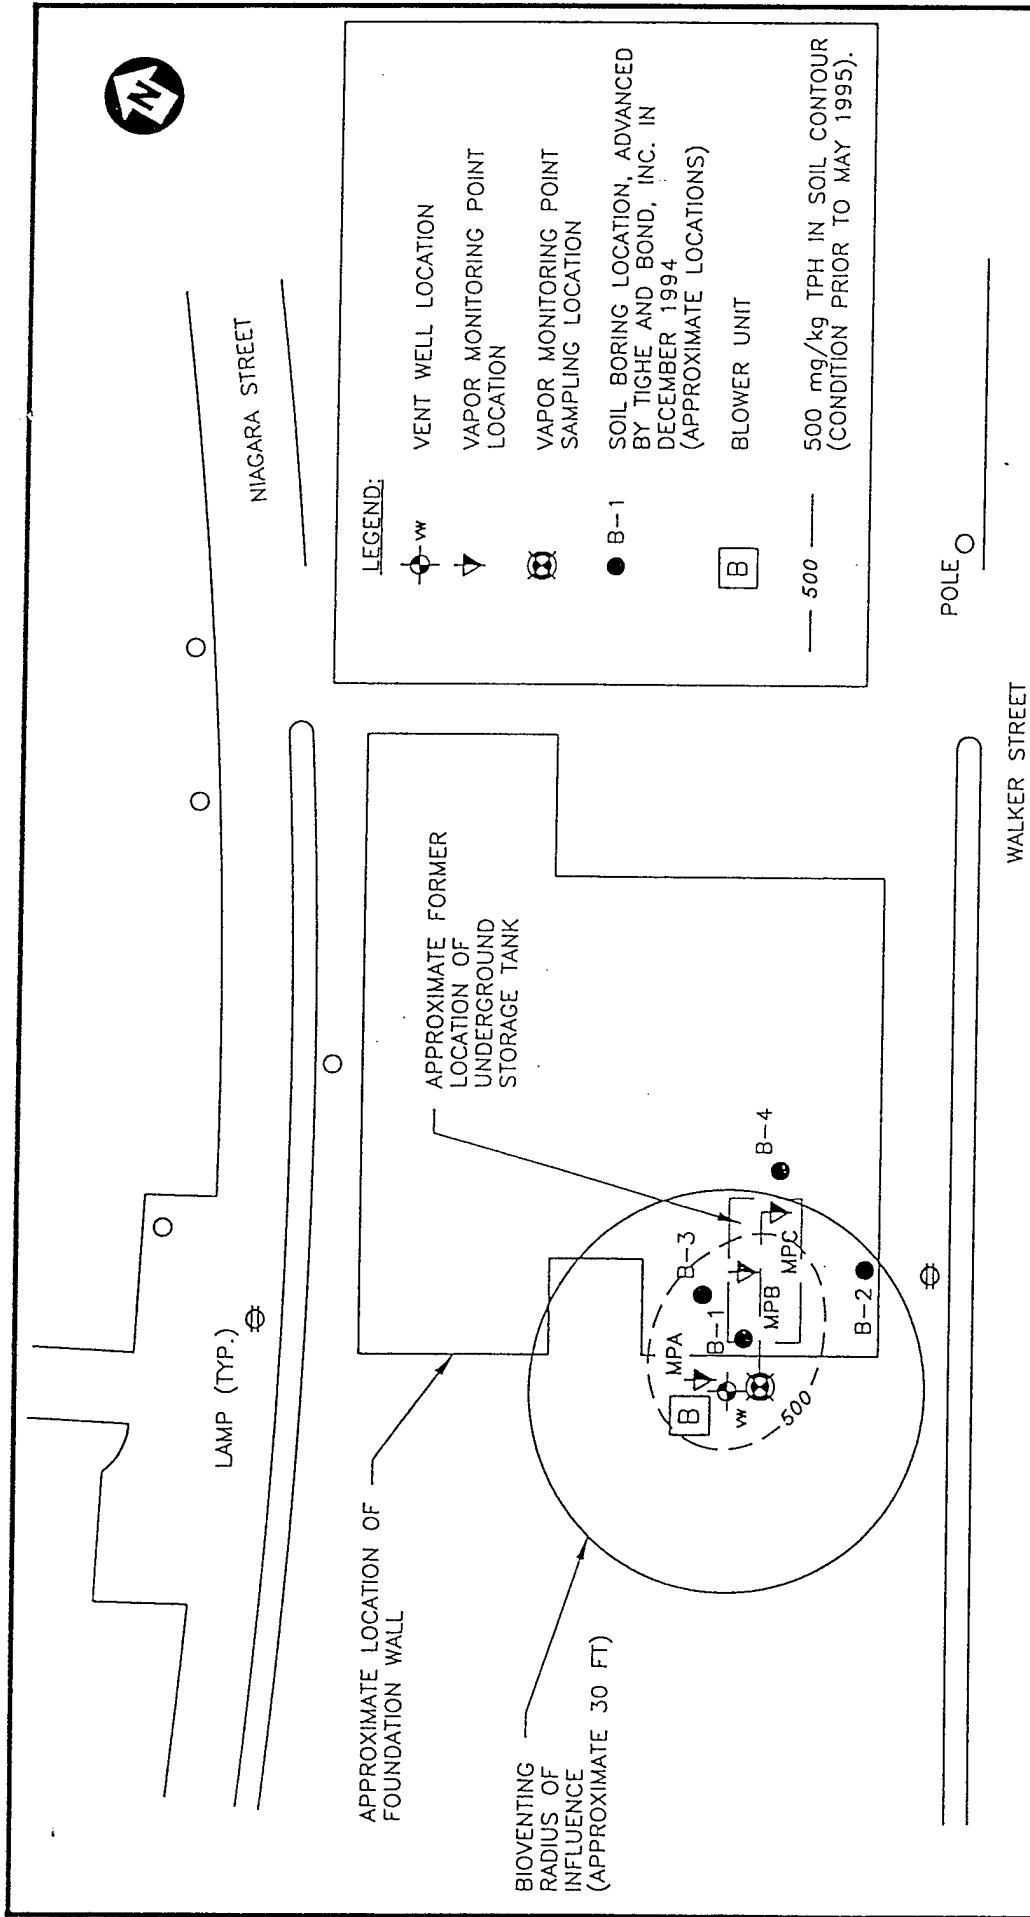 N
NIAGARA STREET
LEGEND:
VW
VENT WELL LOCATION
VAPOR MONITORING POINT
LOCATION
VAPOR MONITORING POINT
SAMPLING LOCATION
B-1
SOIL BORING LOCATION, ADVANCED
BY TIGHE AND BOND, INC. IN
DECEMBER 1994
(APPROXIMATE LOCATIONS)
B
BLOWER UNIT
500
500 mg/kg TPH IN SOIL CONTOUR
(CONDITION PRIOR TO MAY 1995).
LAMP (TYP.)
APPROXIMATE FORMER
LOCATION OF
UNDERGROUND
STORAGE TANK
APPROXIMATE LOCATION OF
FOUNDATION WALL
BIOVENTING
RADIUS OF
INFLUENCE
(APPROXIMATE 30 FT)
B
MPA
VW
B-1
B-3
MPB
MPC
B-4
B-2
500
POLE
WALKER STREET